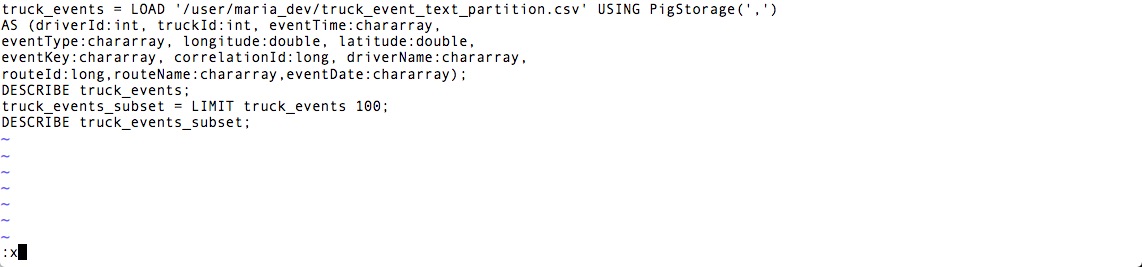 truck_events = LOAD '/user/maria_dev/truck_event_text_partition.csv' USING PigStorage(',')
AS (driverId:int, truckId:int, eventTime:chararray,
eventType:chararray, longitude:double, latitude:double,
eventKey:chararray, correlationId:long, driverName:chararray,
routeId:long,routeName:chararray,eventDate:chararray);
DESCRIBE truck_events;
truck_events_subset = LIMIT truck_events 100;
DESCRIBE truck_events_subset;
~
~
~
~
~
~
~
:x